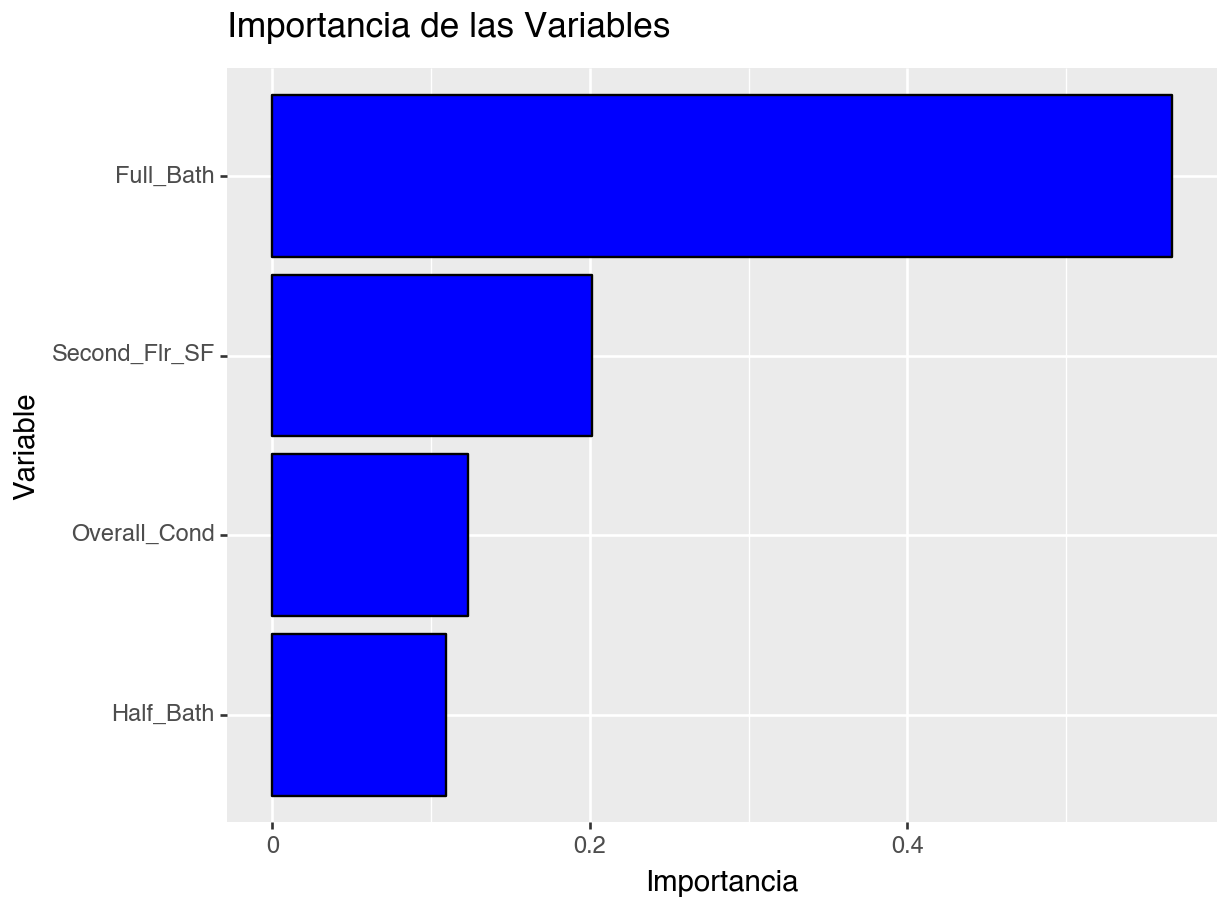 Importancia de las Variables
Full_Bath
Second_Flr_SF
Overall_Cond
Half_Bath
Variable
0
0.2
0.4
Importancia